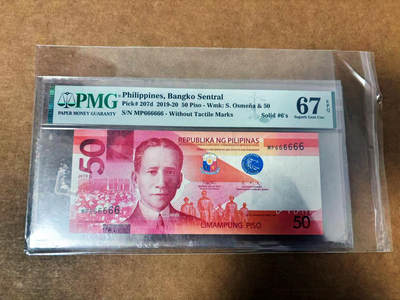 PMG
PAPER MONEY GUARANTY
Philippines, Bangko Sentral
Pick# 207d 2019-20 50 Piso - Wmk: S. Osmeña & 50
S/N MP666666 - Without Tactile Marks
Solid #6's
67 EPQ
Superb Gem Unc
REPUBLIKA NG PILIPINAS
50
MP666666
MP666666
LIMAMPUNG PISO
50